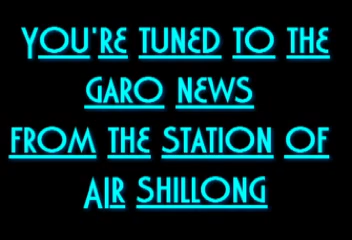 YOU'RE TUNED TO THE
GARO NEWS
FROM THE STATION OF
AIR SHILLONG